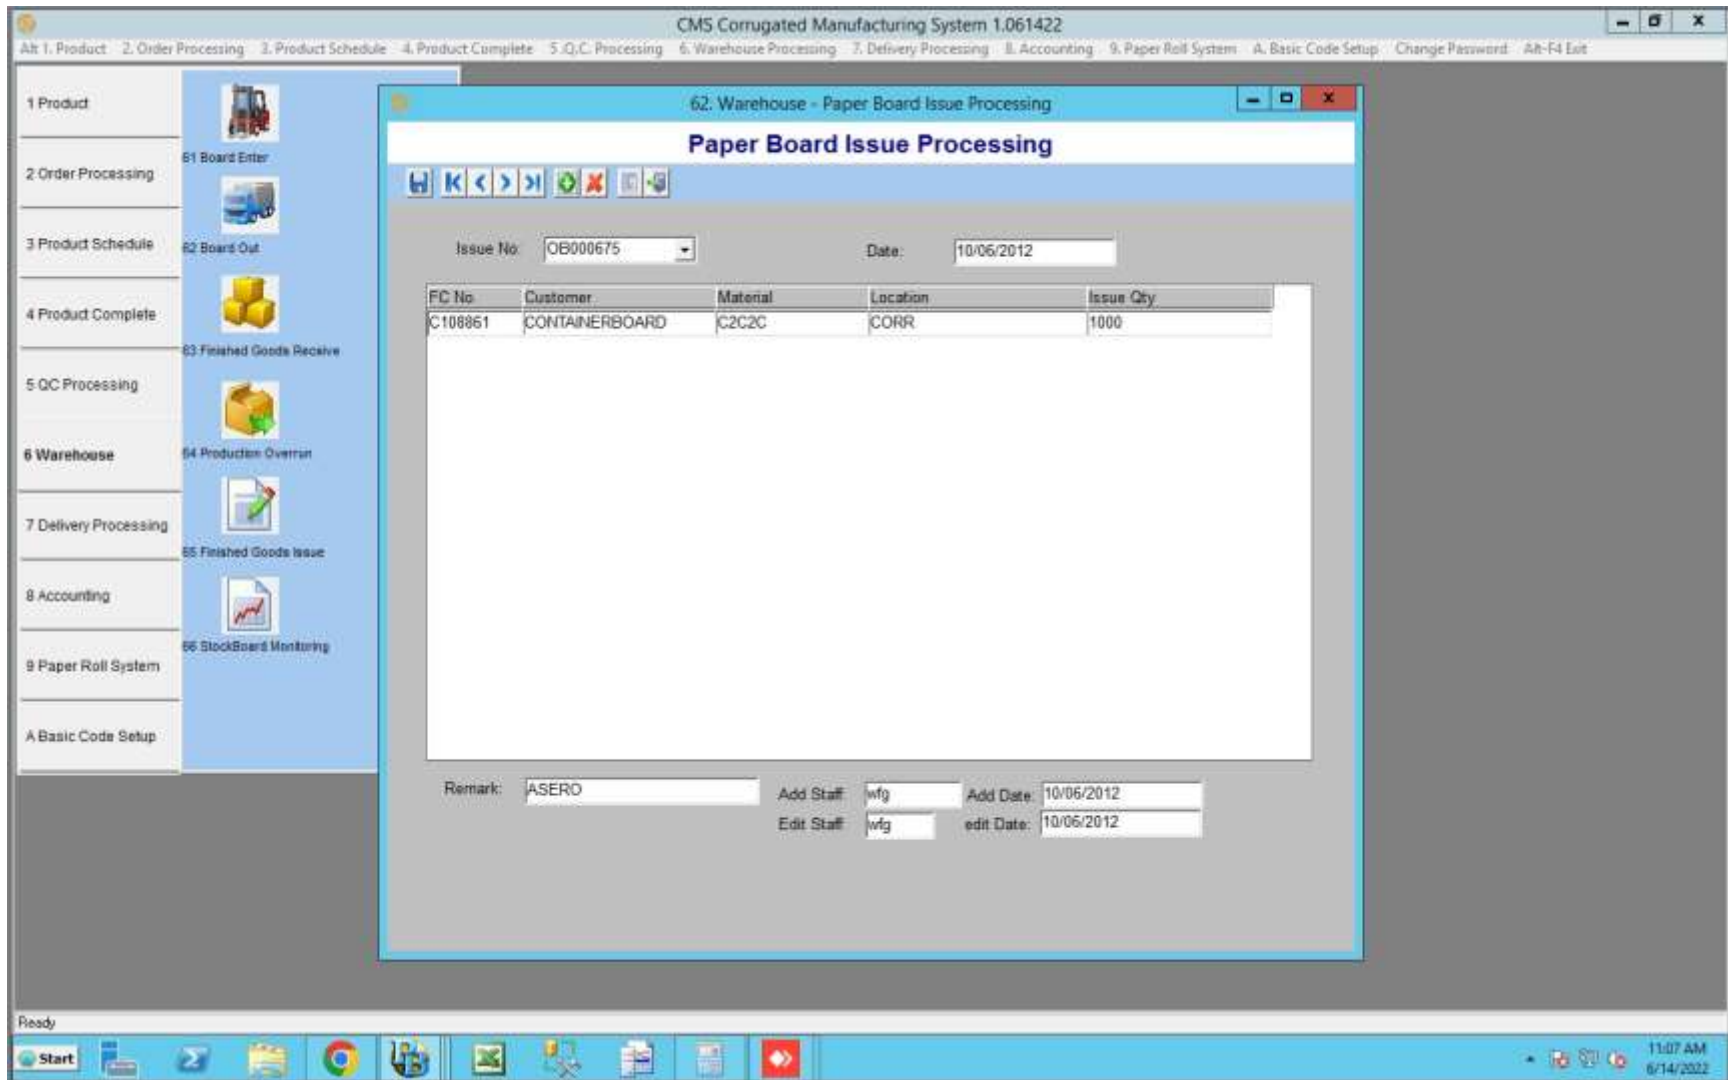 CMS Corrugated Manufacturing System 1.061422
Alt 1. Product 2. Order Processing 3. Product Schedule 4. Product Complete 5 .Q.C. Processing 6. Warehouse Processing 7. Delivery Processing 8. Accounting 9. Paper Roll System A. Basic Code Setup Change Password Alt-F4 Exit
1 Product
2 Order Processing
3 Product Schedule
4 Product Complete
5 QC Processing
6 Warehouse
7 Delivery Processing
8 Accounting
9 Paper Roll System
A Basic Code Setup
61 Board Enter
62 Board Out
63 Finished Goods Receive
64 Production Overrun
65 Finished Goods Issue
66 StockBoard Monitoring
62. Warehouse - Paper Board Issue Processing
Paper Board Issue Processing
Issue No: OB000675 Date: 10/06/2012
FC No Customer Material Location Issue Qty
C108861 CONTAINERBOARD C2C2C CORR 1000
Remark: ASERO Add Staff: wfg Add Date: 10/06/2012
Edit Staff: wfg edit Date: 10/06/2012
Ready
Start
11:07 AM
6/14/2022